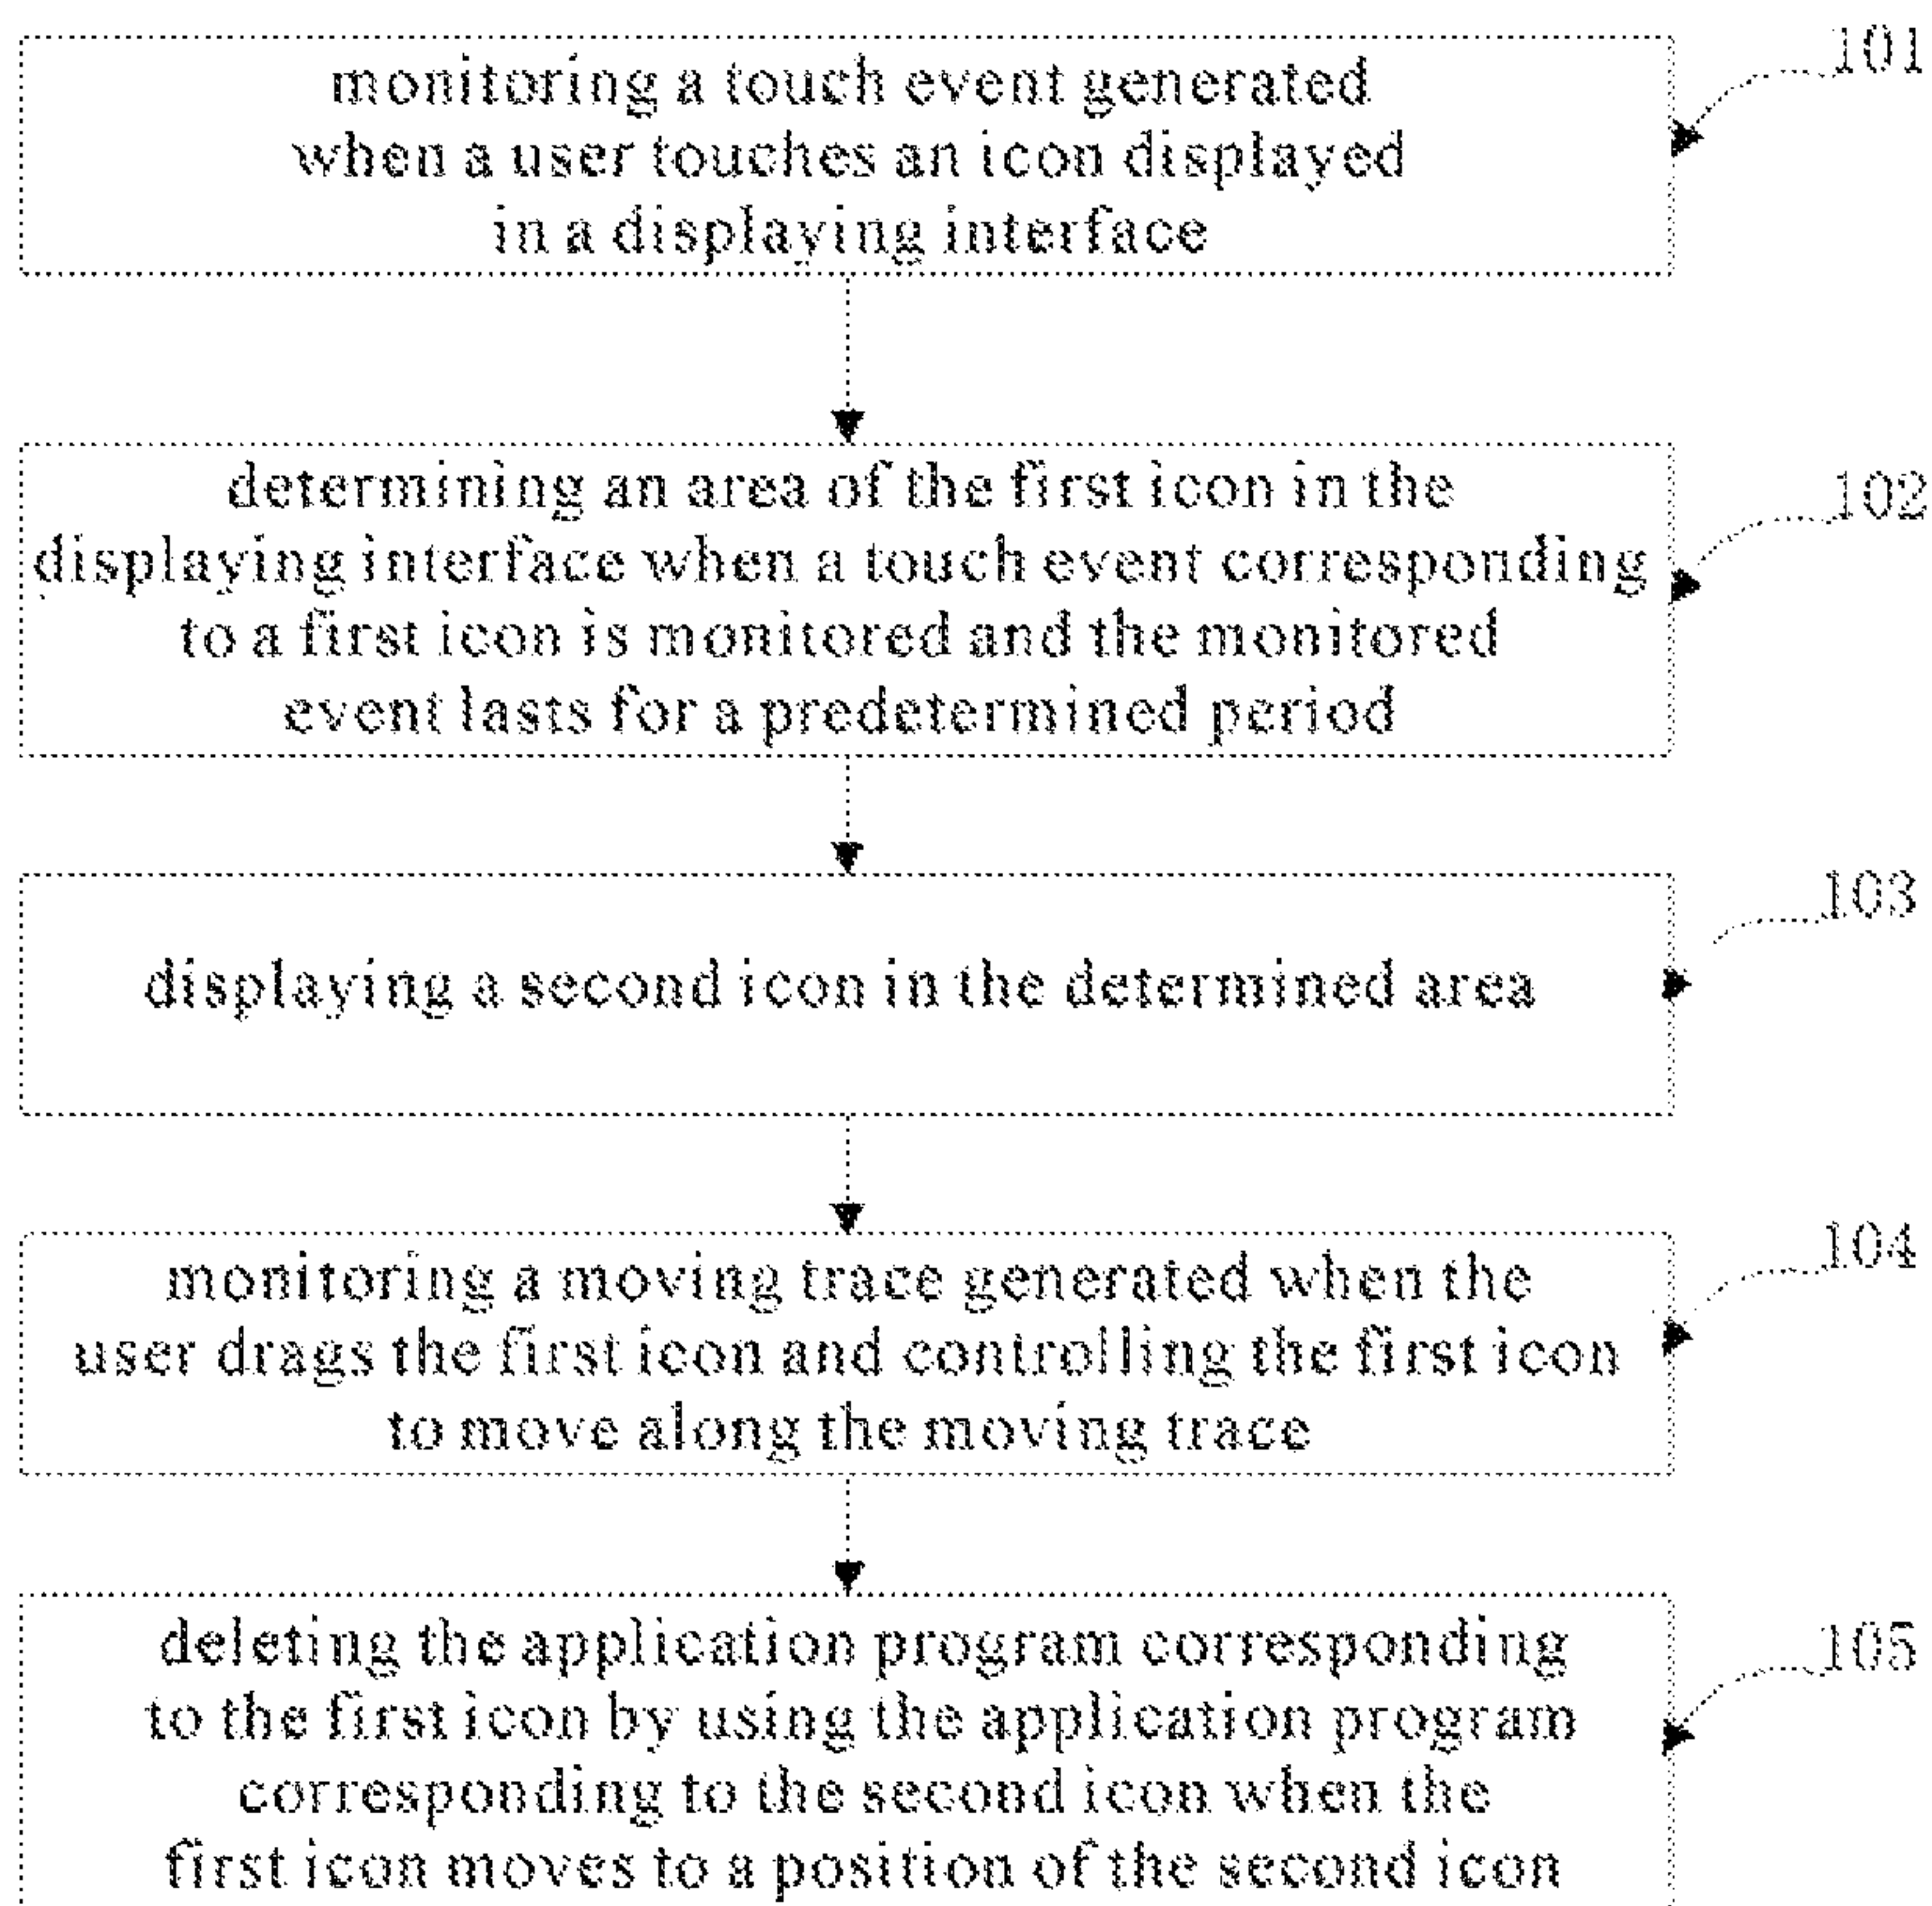 101
monitoring a touch event generated
when a user touches an icon displayed
in a displaying interface
102
determining an area of the first icon in the
displaying interface when a touch event corresponding
to a first icon is monitored and the monitored
event lasts for a predetermined period
103
displaying a second icon in the determined area
104
monitoring a moving trace generated when the
user drags the first icon and controlling the first icon
to move along the moving trace
105
deleting the application program corresponding
to the first icon by using the application program
corresponding to the second icon when the
first icon moves to a position of the second icon